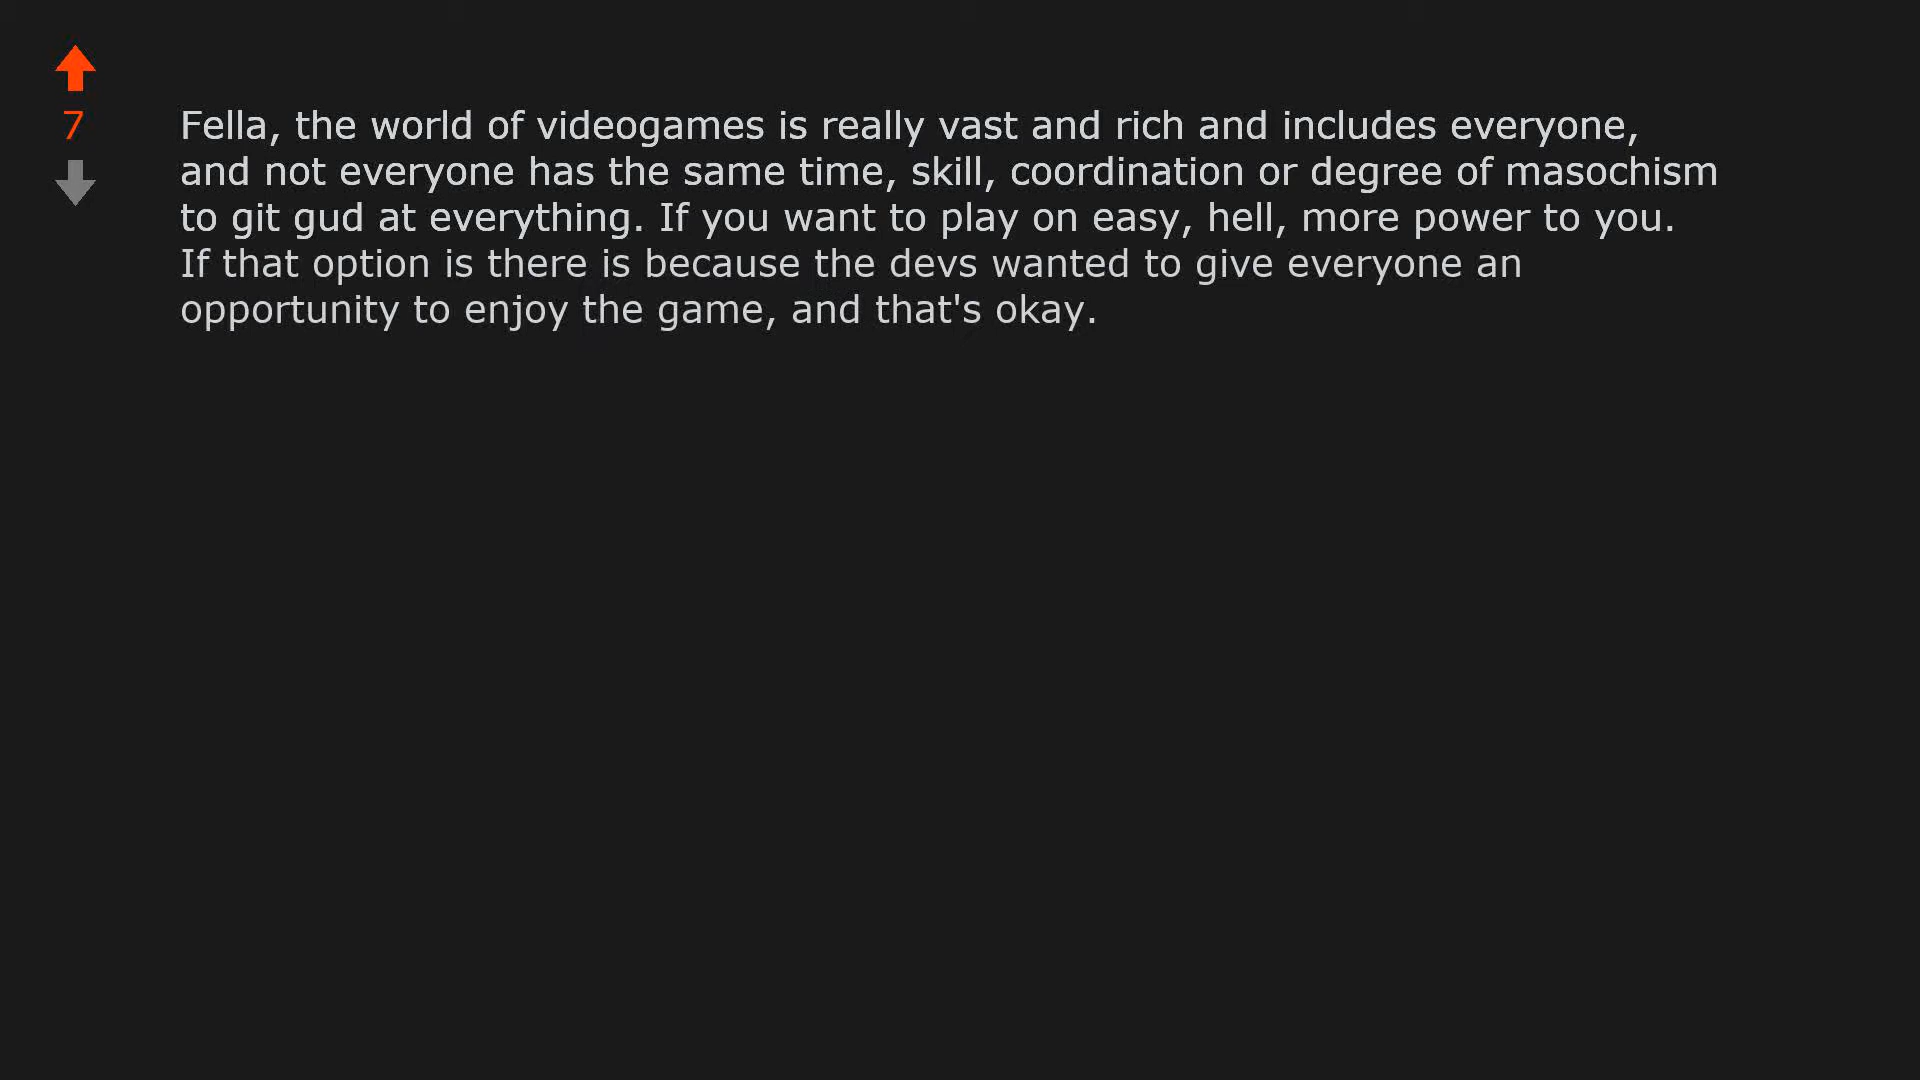 7
Fella, the world of videogames is really vast and rich and includes everyone,
and not everyone has the same time, skill, coordination or degree of masochism
to git gud at everything. If you want to play on easy, hell, more power to you.
If that option is there is because the devs wanted to give everyone an
opportunity to enjoy the game, and that's okay.